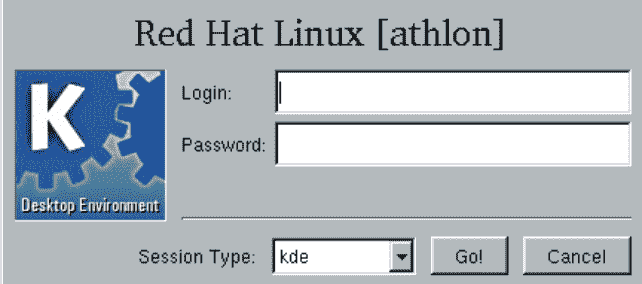 Red Hat Linux [athlon]
K
Desktop Environment
Login:
Password:
Session Type: kde Go! Cancel